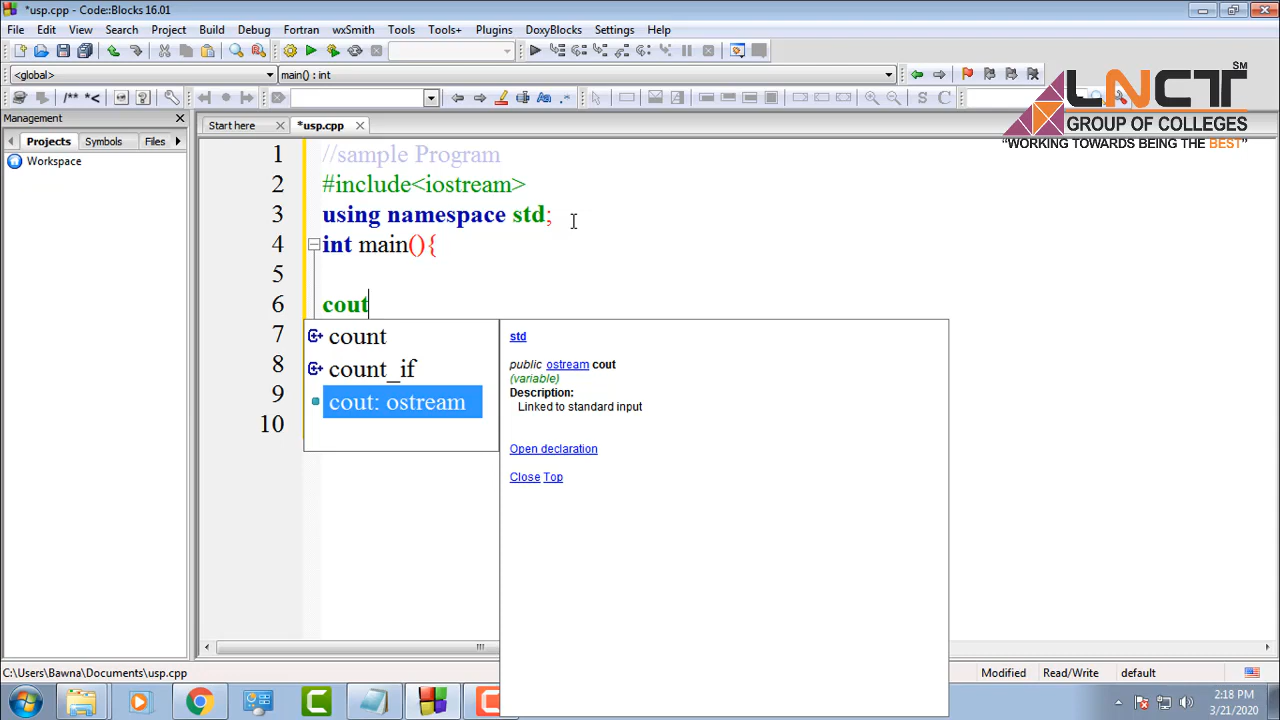 *usp.cpp - Code::Blocks 16.01
File Edit View Search Project Build Debug Fortran wxSmith Tools Tools+ Plugins DoxyBlocks Settings Help
<global> main() : int
/** *<
Management
Projects Symbols Files
Workspace
Start here *usp.cpp
LNCT SM
GROUP OF COLLEGES
“WORKING TOWARDS BEING THE BEST”
1 //sample Program
2 #include<iostream>
3 using namespace std;
4 int main(){
5
6 cout
7
8
9
10
count
count_if
cout: ostream
std
public ostream cout
(variable)
Description:
Linked to standard input
Open declaration
Close Top
C:\Users\Bawna\Documents\usp.cpp Modified Read/Write default
2:18 PM
3/21/2020